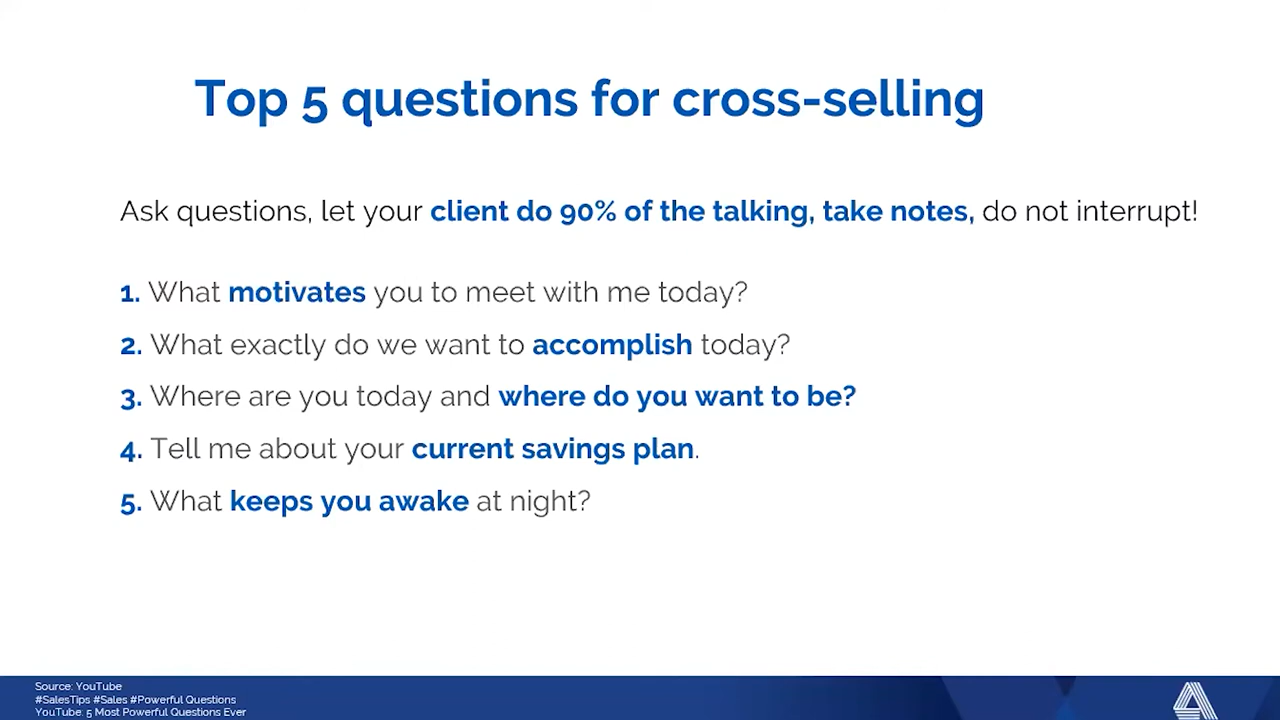 Top 5 questions for cross-selling
Ask questions, let your client do 90% of the talking, take notes, do not interrupt!
1. What motivates you to meet with me today?
2. What exactly do we want to accomplish today?
3. Where are you today and where do you want to be?
4. Tell me about your current savings plan.
5. What keeps you awake at night?
Source: YouTube
#SalesTips #Sales #Powerful Questions
YouTube. 5 Most Powerful Questions Ever